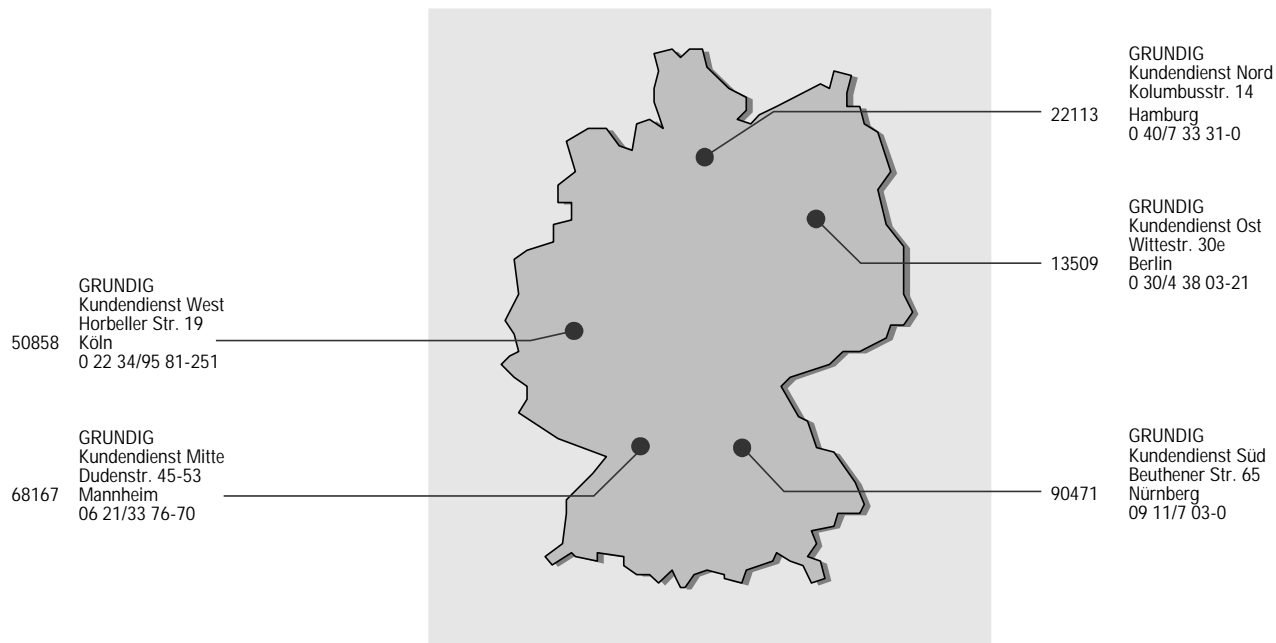 GRUNDIG
Kundendienst West
Horbeller Str. 19
50858 Köln
0 22 34/95 81-251
GRUNDIG
Kundendienst Mitte
Dudenstr. 45-53
68167 Mannheim
06 21/33 76-70
GRUNDIG
Kundendienst Nord
Kolumbusstr. 14
22113 Hamburg
0 40/7 33 31-0
GRUNDIG
Kundendienst Ost
Wittestr. 30e
13509 Berlin
0 30/4 38 03-21
GRUNDIG
Kundendienst Süd
Beuthener Str. 65
90471 Nürnberg
09 11/7 03-0